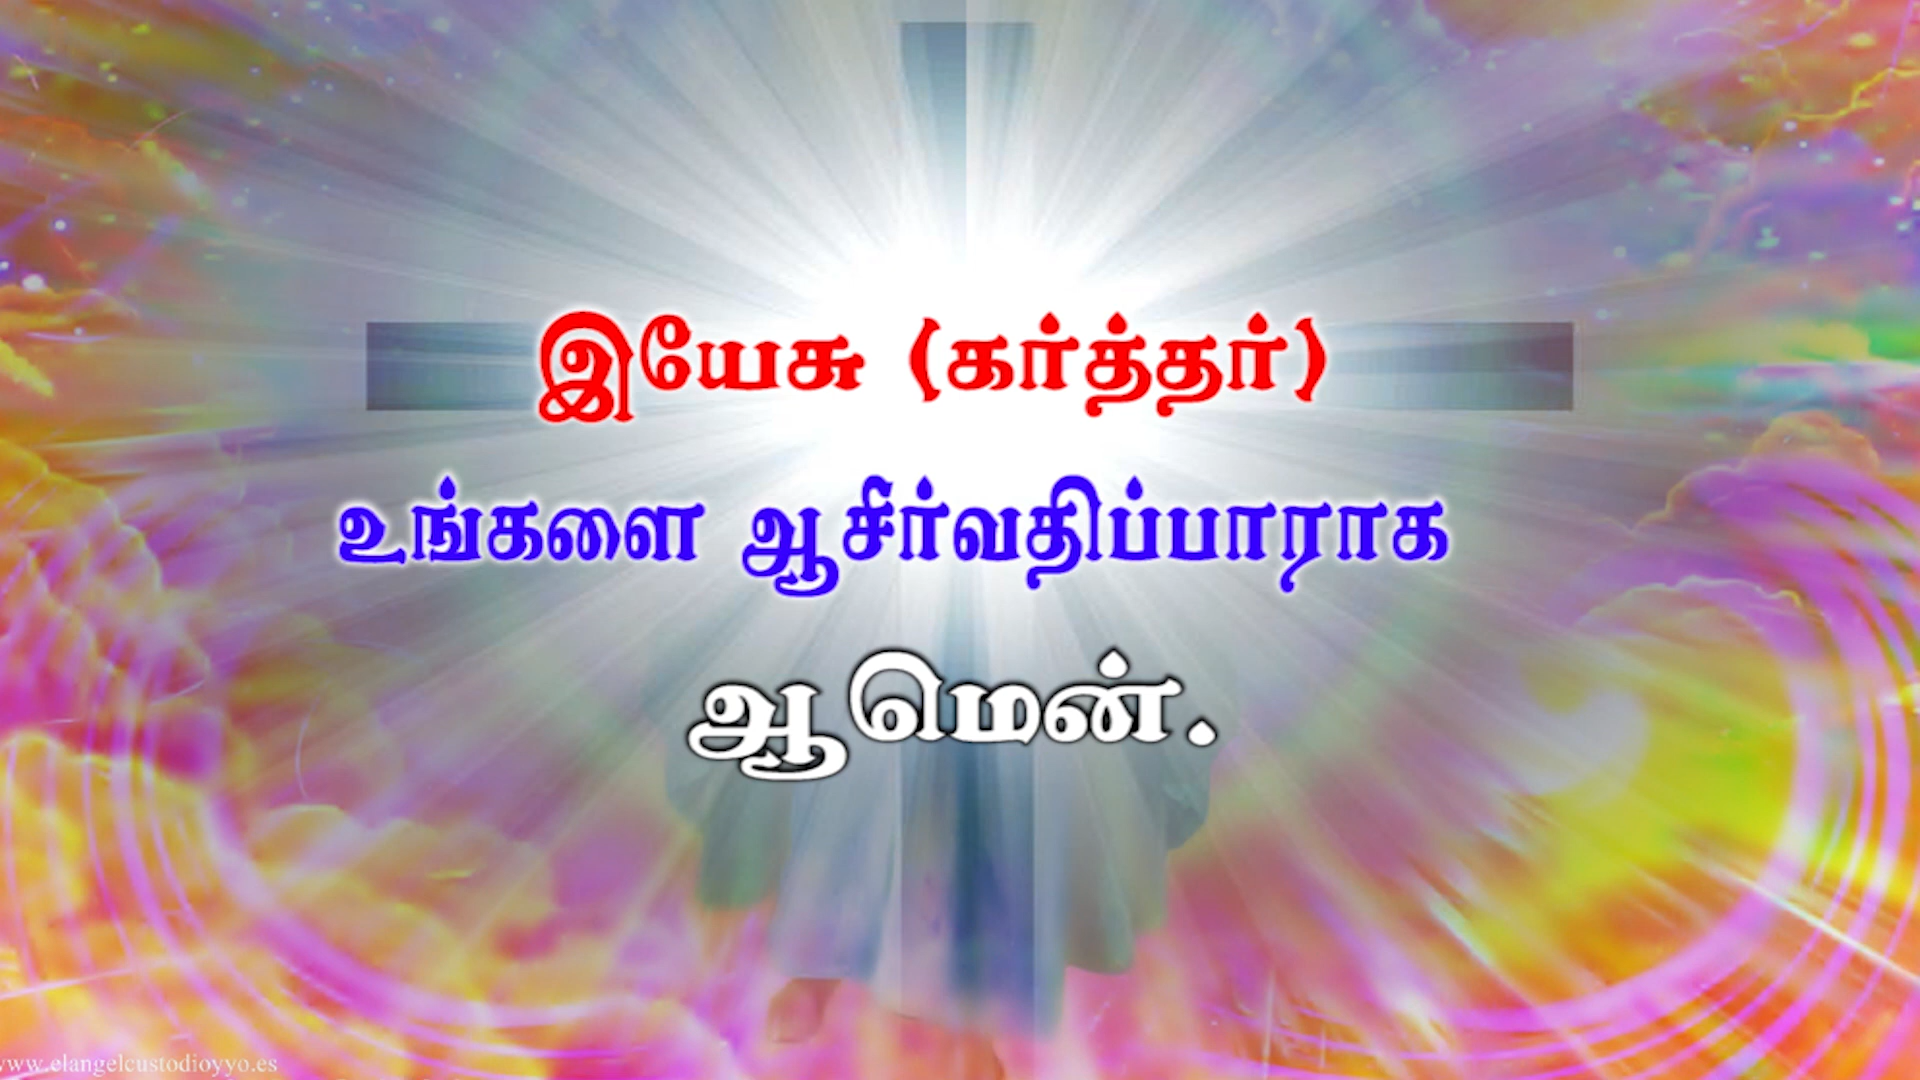 இயேசு (கர்த்தர்)
உங்களை ஆசிர்வதிப்பாராக
ஆமென்.
www.elangelcustodioyyo.es